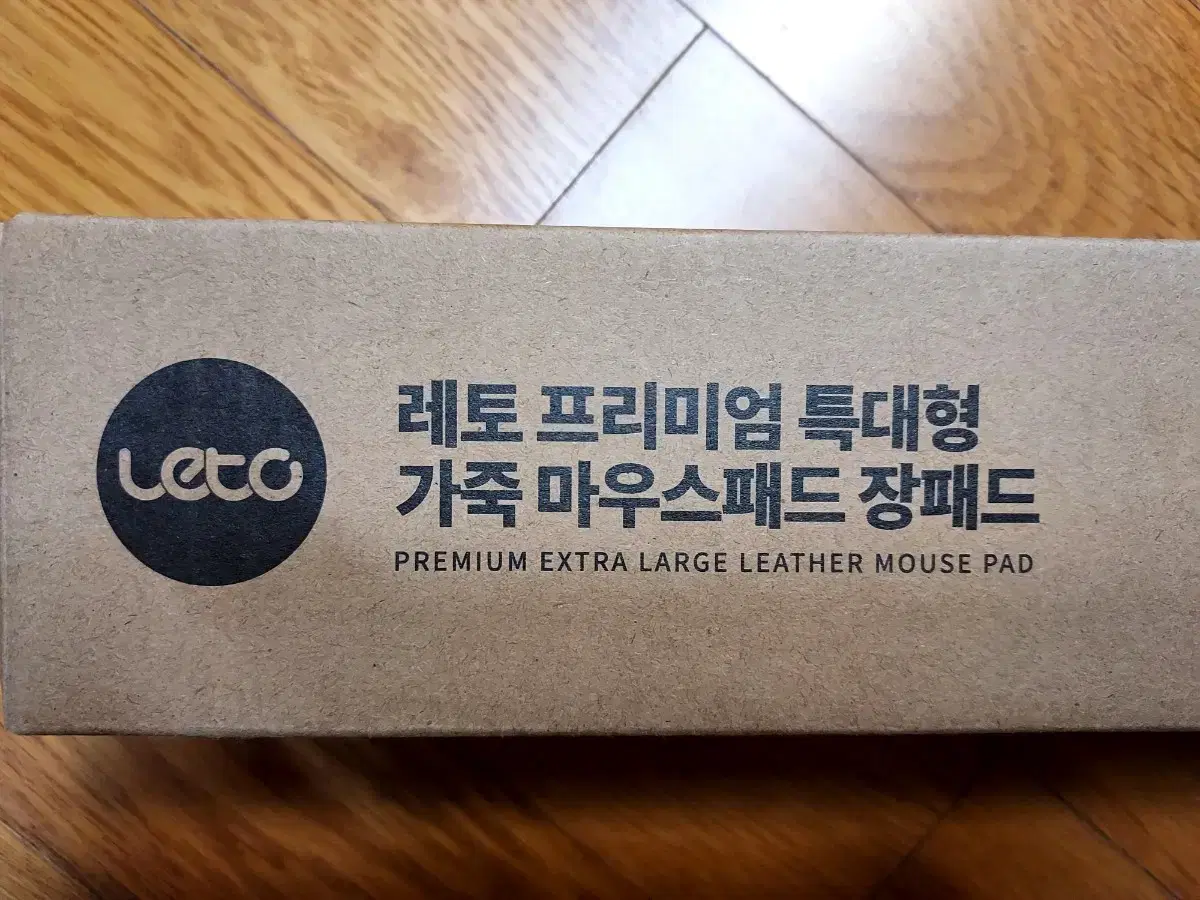 leto
레토 프리미엄 특대형
가죽 마우스패드 장패드
PREMIUM EXTRA LARGE LEATHER MOUSE PAD